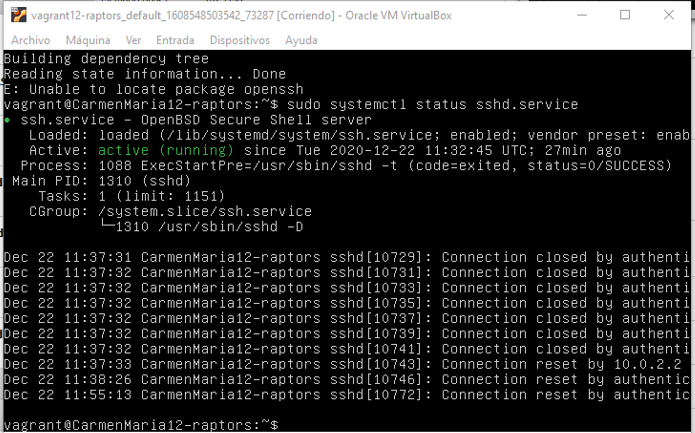 vagrant12-raptors_default_1608548503542_73287 [Corriendo] - Oracle VM VirtualBox
Archivo Máquina Ver Entrada Dispositivos Ayuda
Building dependency tree
Reading state information... Done
E: Unable to locate package openssh
vagrant@CarmenMaria12-raptors:~$ sudo systemctl status sshd.service
● ssh.service - OpenBSD Secure Shell server
Loaded: loaded (/lib/systemd/system/ssh.service; enabled; vendor preset: enab
Active: active (running) since Tue 2020-12-22 11:32:45 UTC; 27min ago
Process: 1088 ExecStartPre=/usr/sbin/sshd -t (code=exited, status=0/SUCCESS)
Main PID: 1310 (sshd)
Tasks: 1 (limit: 1151)
CGroup: /system.slice/ssh.service
└─1310 /usr/sbin/sshd -D
Dec 22 11:37:31 CarmenMaria12-raptors sshd[10729]: Connection closed by authenti
Dec 22 11:37:32 CarmenMaria12-raptors sshd[10731]: Connection closed by authenti
Dec 22 11:37:32 CarmenMaria12-raptors sshd[10733]: Connection closed by authenti
Dec 22 11:37:32 CarmenMaria12-raptors sshd[10735]: Connection closed by authenti
Dec 22 11:37:32 CarmenMaria12-raptors sshd[10737]: Connection closed by authenti
Dec 22 11:37:32 CarmenMaria12-raptors sshd[10739]: Connection closed by authenti
Dec 22 11:37:32 CarmenMaria12-raptors sshd[10741]: Connection closed by authenti
Dec 22 11:37:33 CarmenMaria12-raptors sshd[10743]: Connection reset by 10.0.2.2
Dec 22 11:38:26 CarmenMaria12-raptors sshd[10746]: Connection reset by authentic
Dec 22 11:55:13 CarmenMaria12-raptors sshd[10772]: Connection reset by authentic
vagrant@CarmenMaria12-raptors:~$